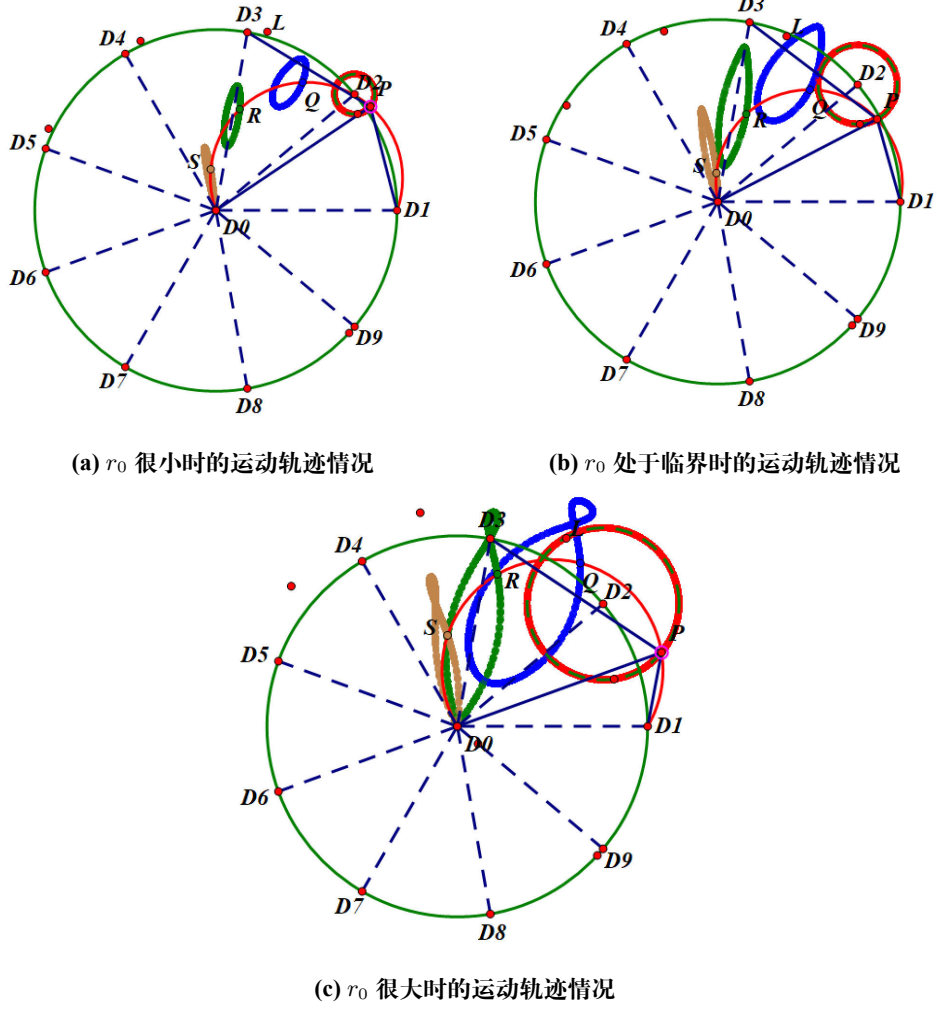 D3
L
D4
D2
P
Q
R
D5
S
D0
D1
D6
D9
D7
D8
(a) r₀ 很小时的运动轨迹情况
D3
L
D4
D2
P
Q
R
D5
S
D0
D1
D6
D9
D7
D8
(b) r₀ 处于临界时的运动轨迹情况
D3
L
D4
R
Q
D2
S
P
D5
D0
D1
D6
D9
D7
D8
(c) r₀ 很大时的运动轨迹情况